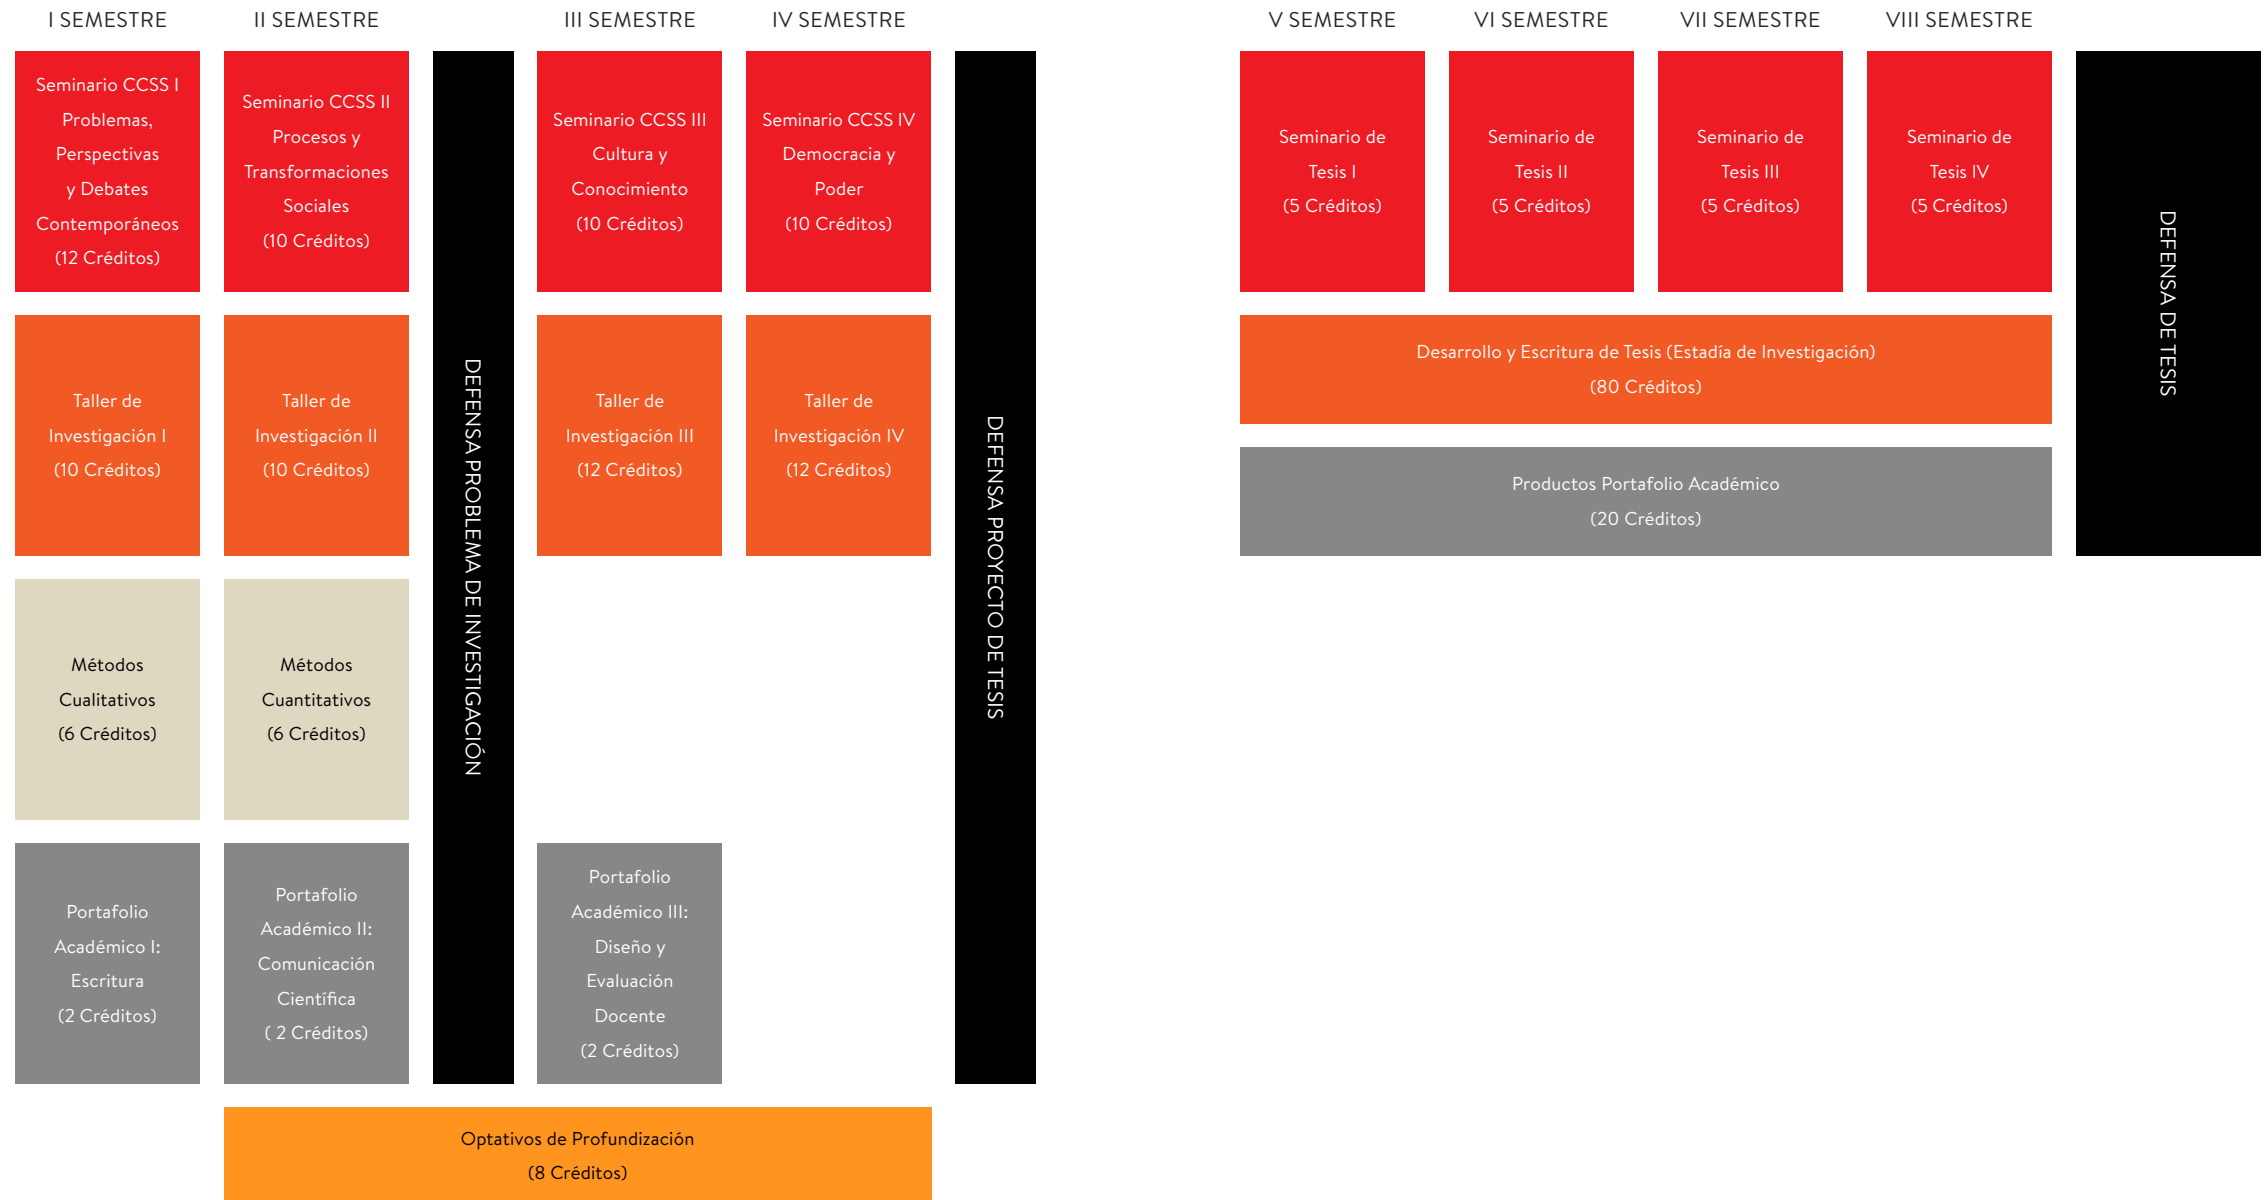 I SEMESTRE
II SEMESTRE
III SEMESTRE
IV SEMESTRE
V SEMESTRE
VI SEMESTRE
VII SEMESTRE
VIII SEMESTRE
Seminario CCSS I
Problemas,
Perspectivas
y Debates
Contemporáneos
(12 Créditos)
Seminario CCSS II
Procesos y
Transformaciones
Sociales
(10 Créditos)
DEFENSA PROBLEMA DE INVESTIGACIÓN
Seminario CCSS III
Cultura y
Conocimiento
(10 Créditos)
Seminario CCSS IV
Democracia y
Poder
(10 Créditos)
DEFENSA PROYECTO DE TESIS
Seminario de
Tesis I
(5 Créditos)
Seminario de
Tesis II
(5 Créditos)
Seminario de
Tesis III
(5 Créditos)
Seminario de
Tesis IV
(5 Créditos)
DEFENSA DE TESIS
Taller de
Investigación I
(10 Créditos)
Taller de
Investigación II
(10 Créditos)
Taller de
Investigación III
(12 Créditos)
Taller de
Investigación IV
(12 Créditos)
Desarrollo y Escritura de Tesis (Estadía de Investigación)
(80 Créditos)
Productos Portafolio Académico
(20 Créditos)
Métodos
Cualitativos
(6 Créditos)
Métodos
Cuantitativos
(6 Créditos)
Portafolio
Académico I:
Escritura
(2 Créditos)
Portafolio
Académico II:
Comunicación
Científica
( 2 Créditos)
Portafolio
Académico III:
Diseño y
Evaluación
Docente
(2 Créditos)
Optativos de Profundización
(8 Créditos)